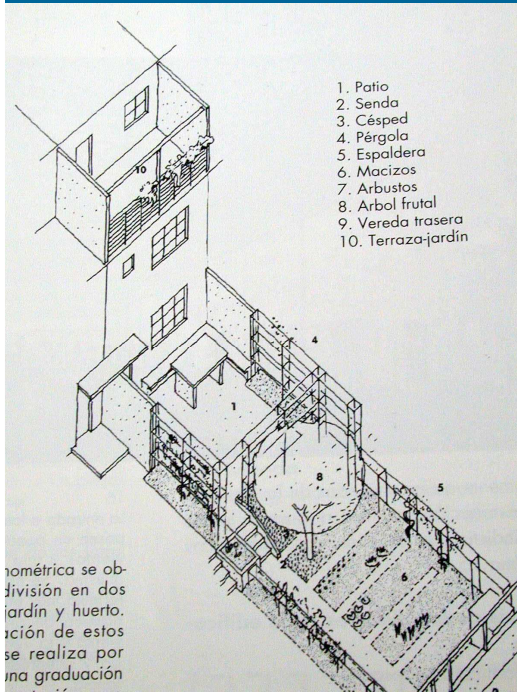 1. Patio
2. Senda
3. Césped
4. Pérgola
5. Espaldera
6. Macizos
7. Arbustos
8. Arbol frutal
9. Vereda trasera
10. Terraza-jardín
10
4
1
8
5
2
6
nométrica se ob-
división en dos
jardín y huerto.
ación de estos
se realiza por
una graduación